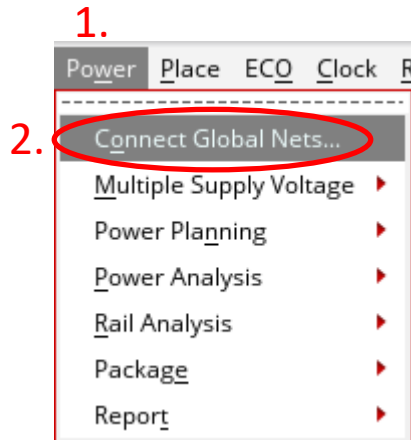 1.
Power Place ECO Clock R
2. Connect Global Nets...
Multiple Supply Voltage
Power Planning
Power Analysis
Rail Analysis
Package
Report